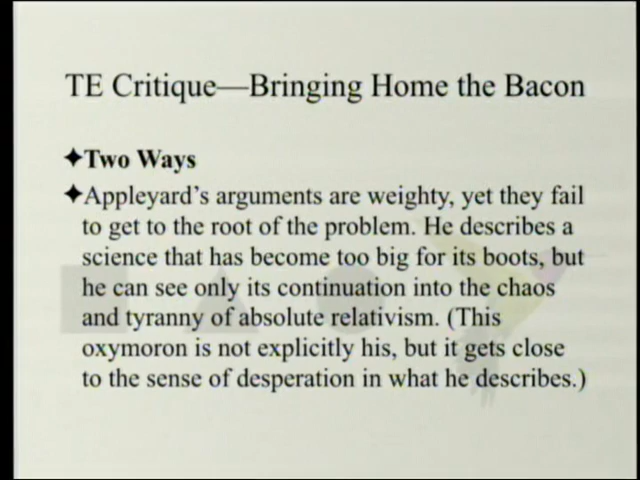 TE Critique—Bringing Home the Bacon
✦Two Ways
✦Appleyard's arguments are weighty, yet they fail
to get to the root of the problem. He describes a
science that has become too big for its boots, but
he can see only its continuation into the chaos
and tyranny of absolute relativism. (This
oxymoron is not explicitly his, but it gets close
to the sense of desperation in what he describes.)